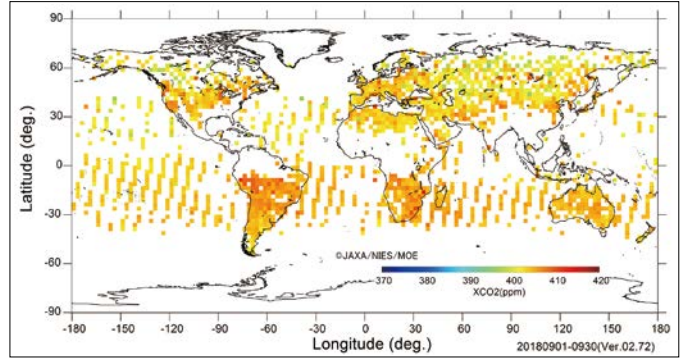 90
60
30
0
-30
-60
-90
Latitude (deg.)
©JAXA/NIES/MOE
370 380 390 400 410 420
XCO2(ppm)
-180 -150 -120 -90 -60 -30 0 30 60 90 120 150 180
Longitude (deg.)
20180901-0930(Ver.02.72)